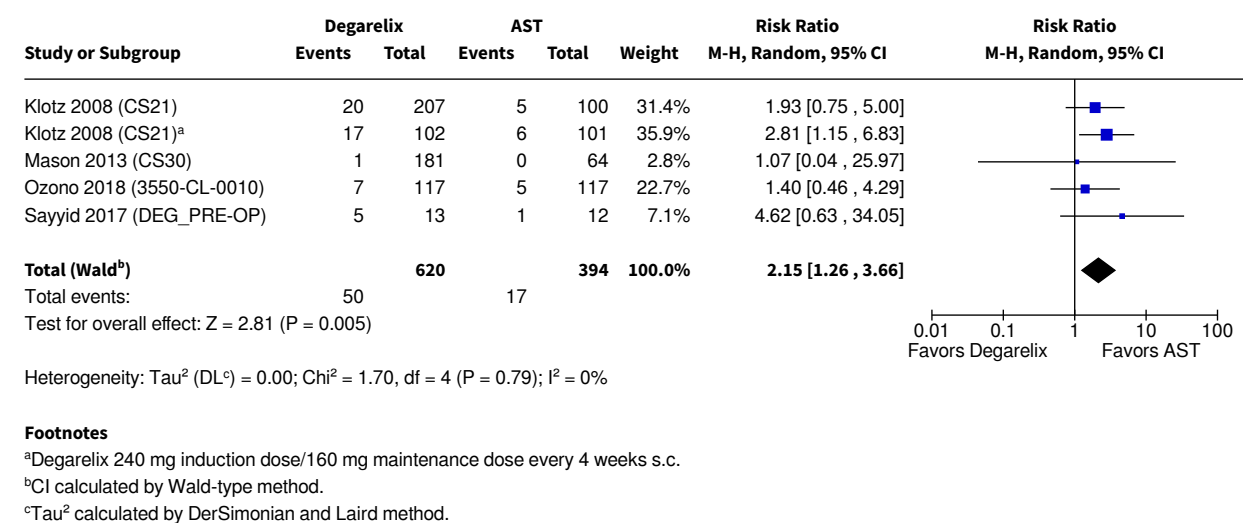 Degarelix AST Risk Ratio Risk Ratio
Study or Subgroup Events Total Events Total Weight M-H, Random, 95% CI M-H, Random, 95% CI
Klotz 2008 (CS21) 20 207 5 100 31.4% 1.93 [0.75 , 5.00]
Klotz 2008 (CS21)ᵃ 17 102 6 101 35.9% 2.81 [1.15 , 6.83]
Mason 2013 (CS30) 1 181 0 64 2.8% 1.07 [0.04 , 25.97]
Ozono 2018 (3550-CL-0010) 7 117 5 117 22.7% 1.40 [0.46 , 4.29]
Sayyid 2017 (DEG_PRE-OP) 5 13 1 12 7.1% 4.62 [0.63 , 34.05]
Total (Waldᵇ) 620 394 100.0% 2.15 [1.26 , 3.66]
Total events: 50 17
Test for overall effect: Z = 2.81 (P = 0.005)
0.01 0.1 1 10 100
Favors Degarelix Favors AST
Heterogeneity: Tau² (DLᶜ) = 0.00; Chi² = 1.70, df = 4 (P = 0.79); I² = 0%
Footnotes
ᵃDegarelix 240 mg induction dose/160 mg maintenance dose every 4 weeks s.c.
ᵇCI calculated by Wald-type method.
ᶜTau² calculated by DerSimonian and Laird method.